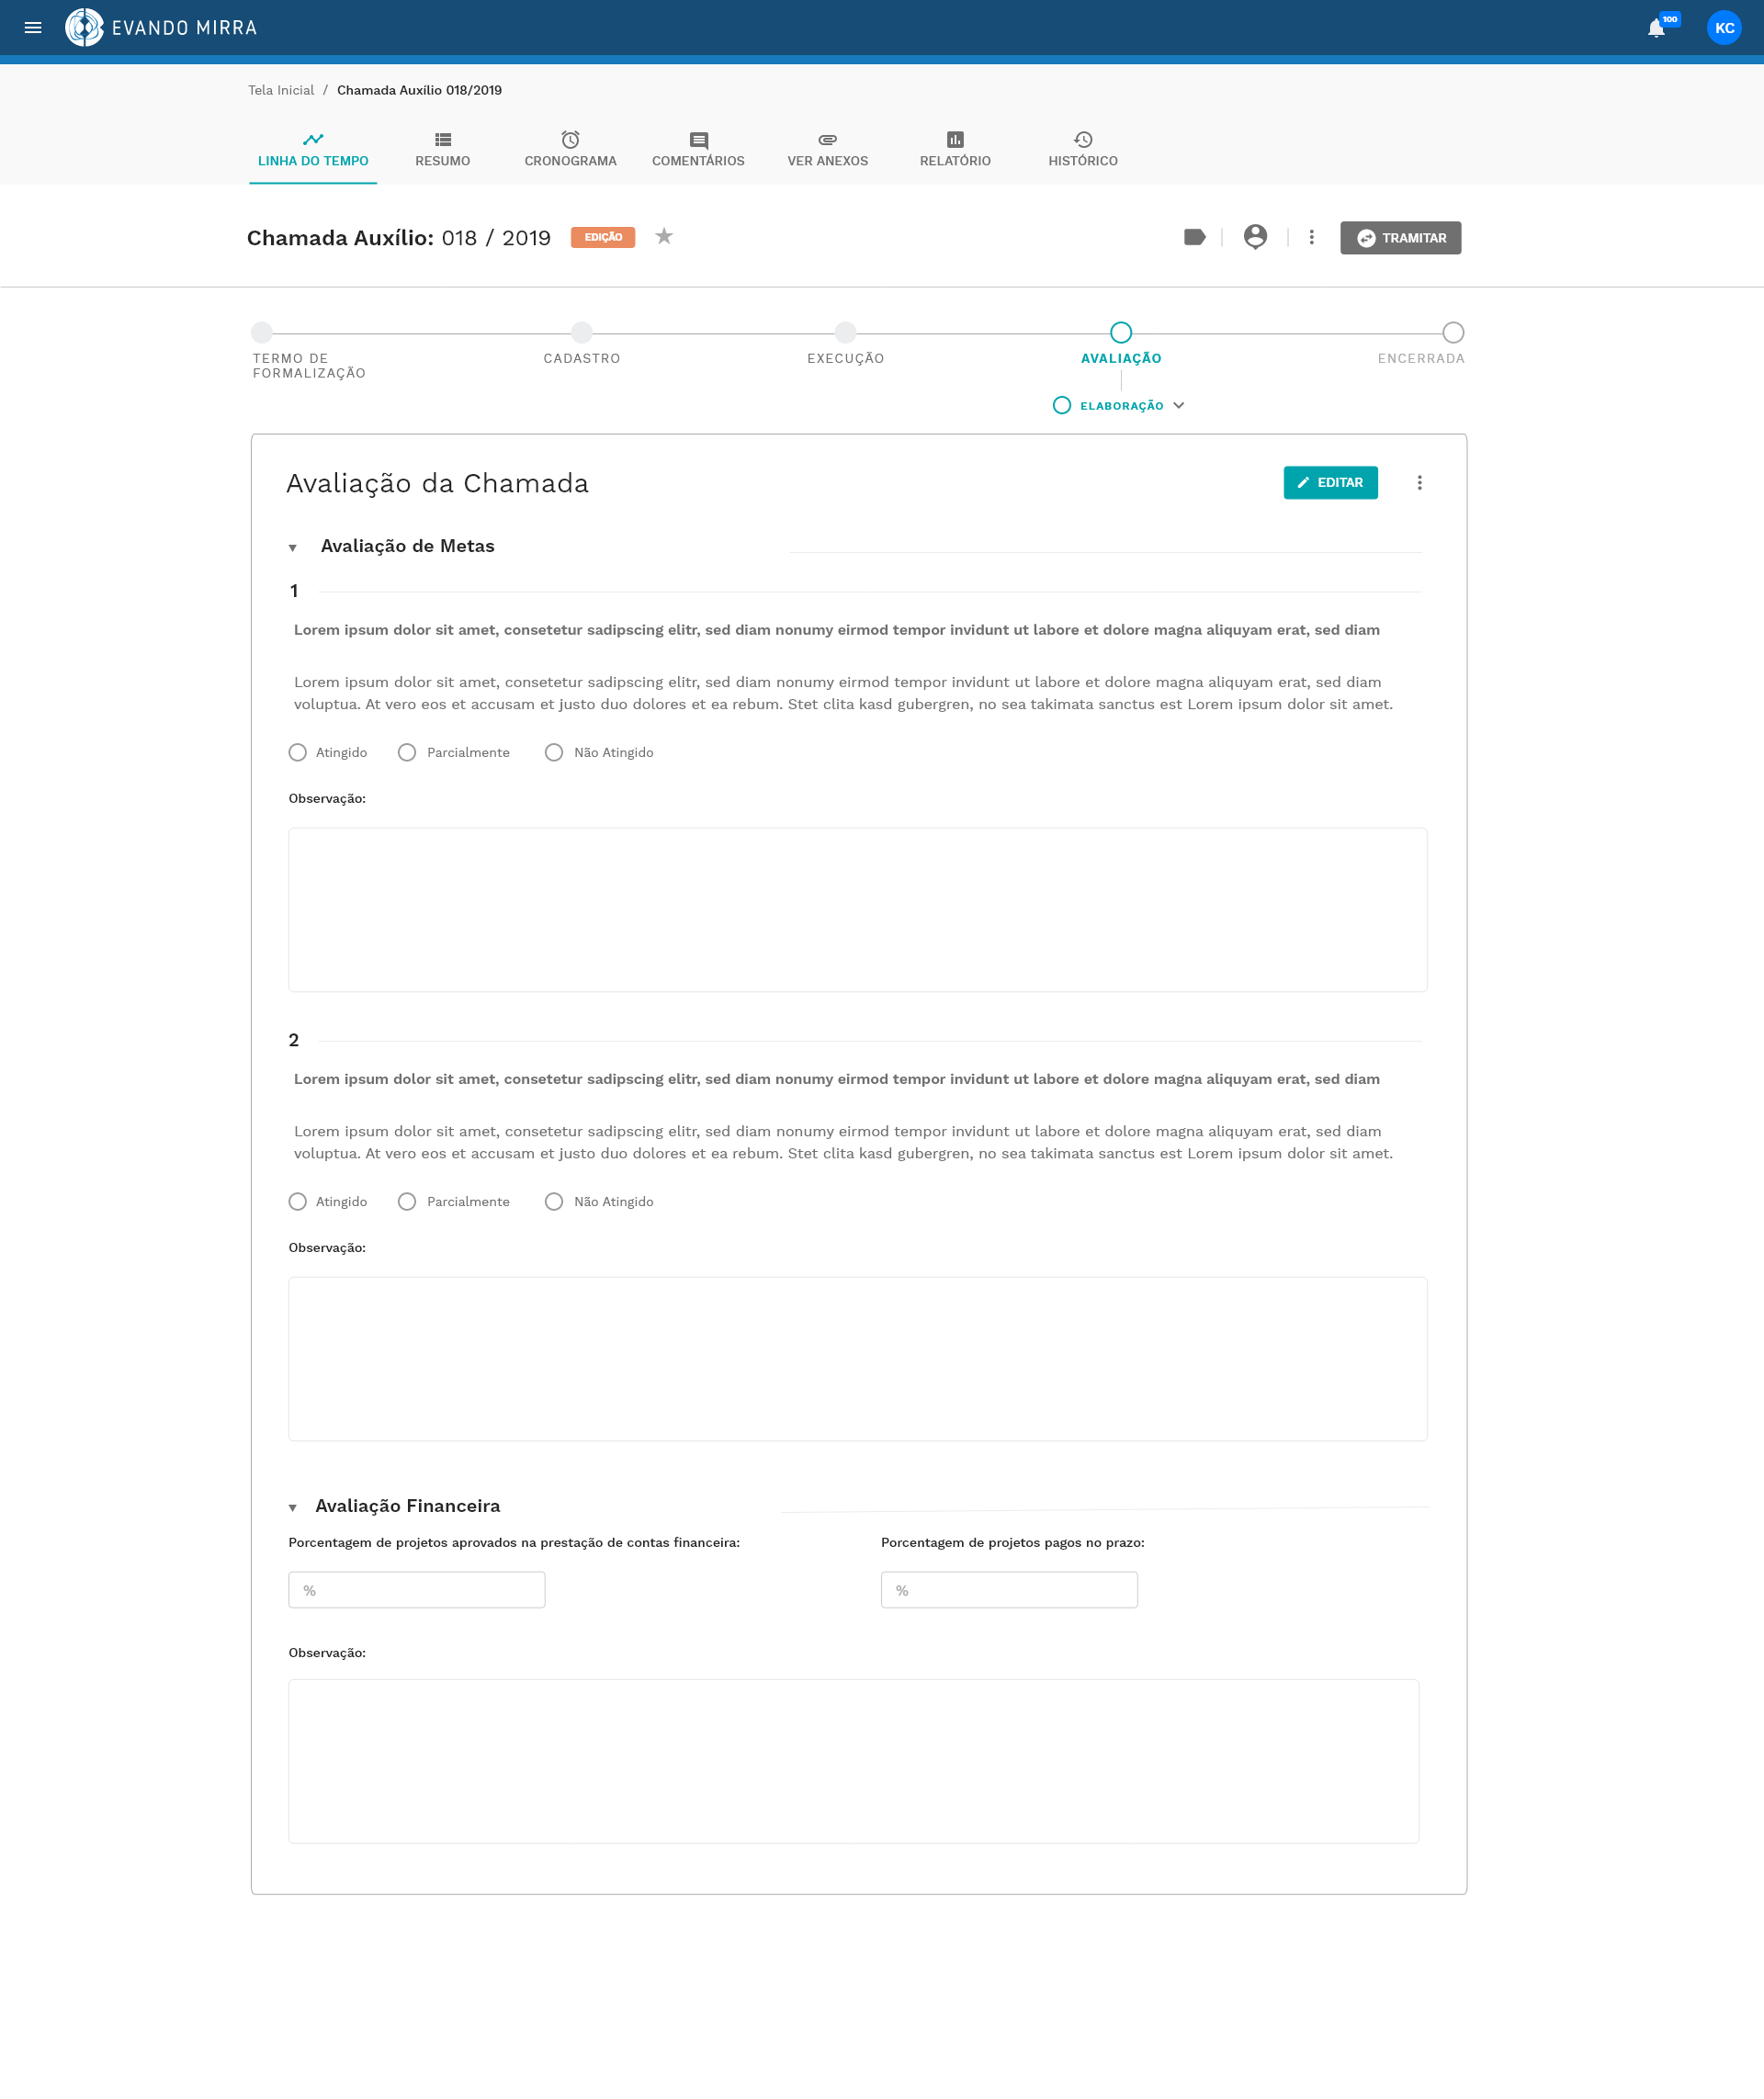 EVANDO MIRRA
100
KC
Tela Inicial / Chamada Auxílio 018/2019
LINHA DO TEMPO
RESUMO
CRONOGRAMA
COMENTÁRIOS
VER ANEXOS
RELATÓRIO
HISTÓRICO
Chamada Auxílio: 018 / 2019
EDIÇÃO
TRAMITAR
TERMO DE
FORMALIZAÇÃO
CADASTRO
EXECUÇÃO
AVALIAÇÃO
ENCERRADA
ELABORAÇÃO
Avaliação da Chamada
EDITAR
Avaliação de Metas
1
Lorem ipsum dolor sit amet, consetetur sadipscing elitr, sed diam nonumy eirmod tempor invidunt ut labore et dolore magna aliquyam erat, sed diam
Lorem ipsum dolor sit amet, consetetur sadipscing elitr, sed diam nonumy eirmod tempor invidunt ut labore et dolore magna aliquyam erat, sed diam
voluptua. At vero eos et accusam et justo duo dolores et ea rebum. Stet clita kasd gubergren, no sea takimata sanctus est Lorem ipsum dolor sit amet.
Atingido
Parcialmente
Não Atingido
Observação:
2
Lorem ipsum dolor sit amet, consetetur sadipscing elitr, sed diam nonumy eirmod tempor invidunt ut labore et dolore magna aliquyam erat, sed diam
Lorem ipsum dolor sit amet, consetetur sadipscing elitr, sed diam nonumy eirmod tempor invidunt ut labore et dolore magna aliquyam erat, sed diam
voluptua. At vero eos et accusam et justo duo dolores et ea rebum. Stet clita kasd gubergren, no sea takimata sanctus est Lorem ipsum dolor sit amet.
Atingido
Parcialmente
Não Atingido
Observação:
Avaliação Financeira
Porcentagem de projetos aprovados na prestação de contas financeira:
Porcentagem de projetos pagos no prazo:
%
%
Observação: